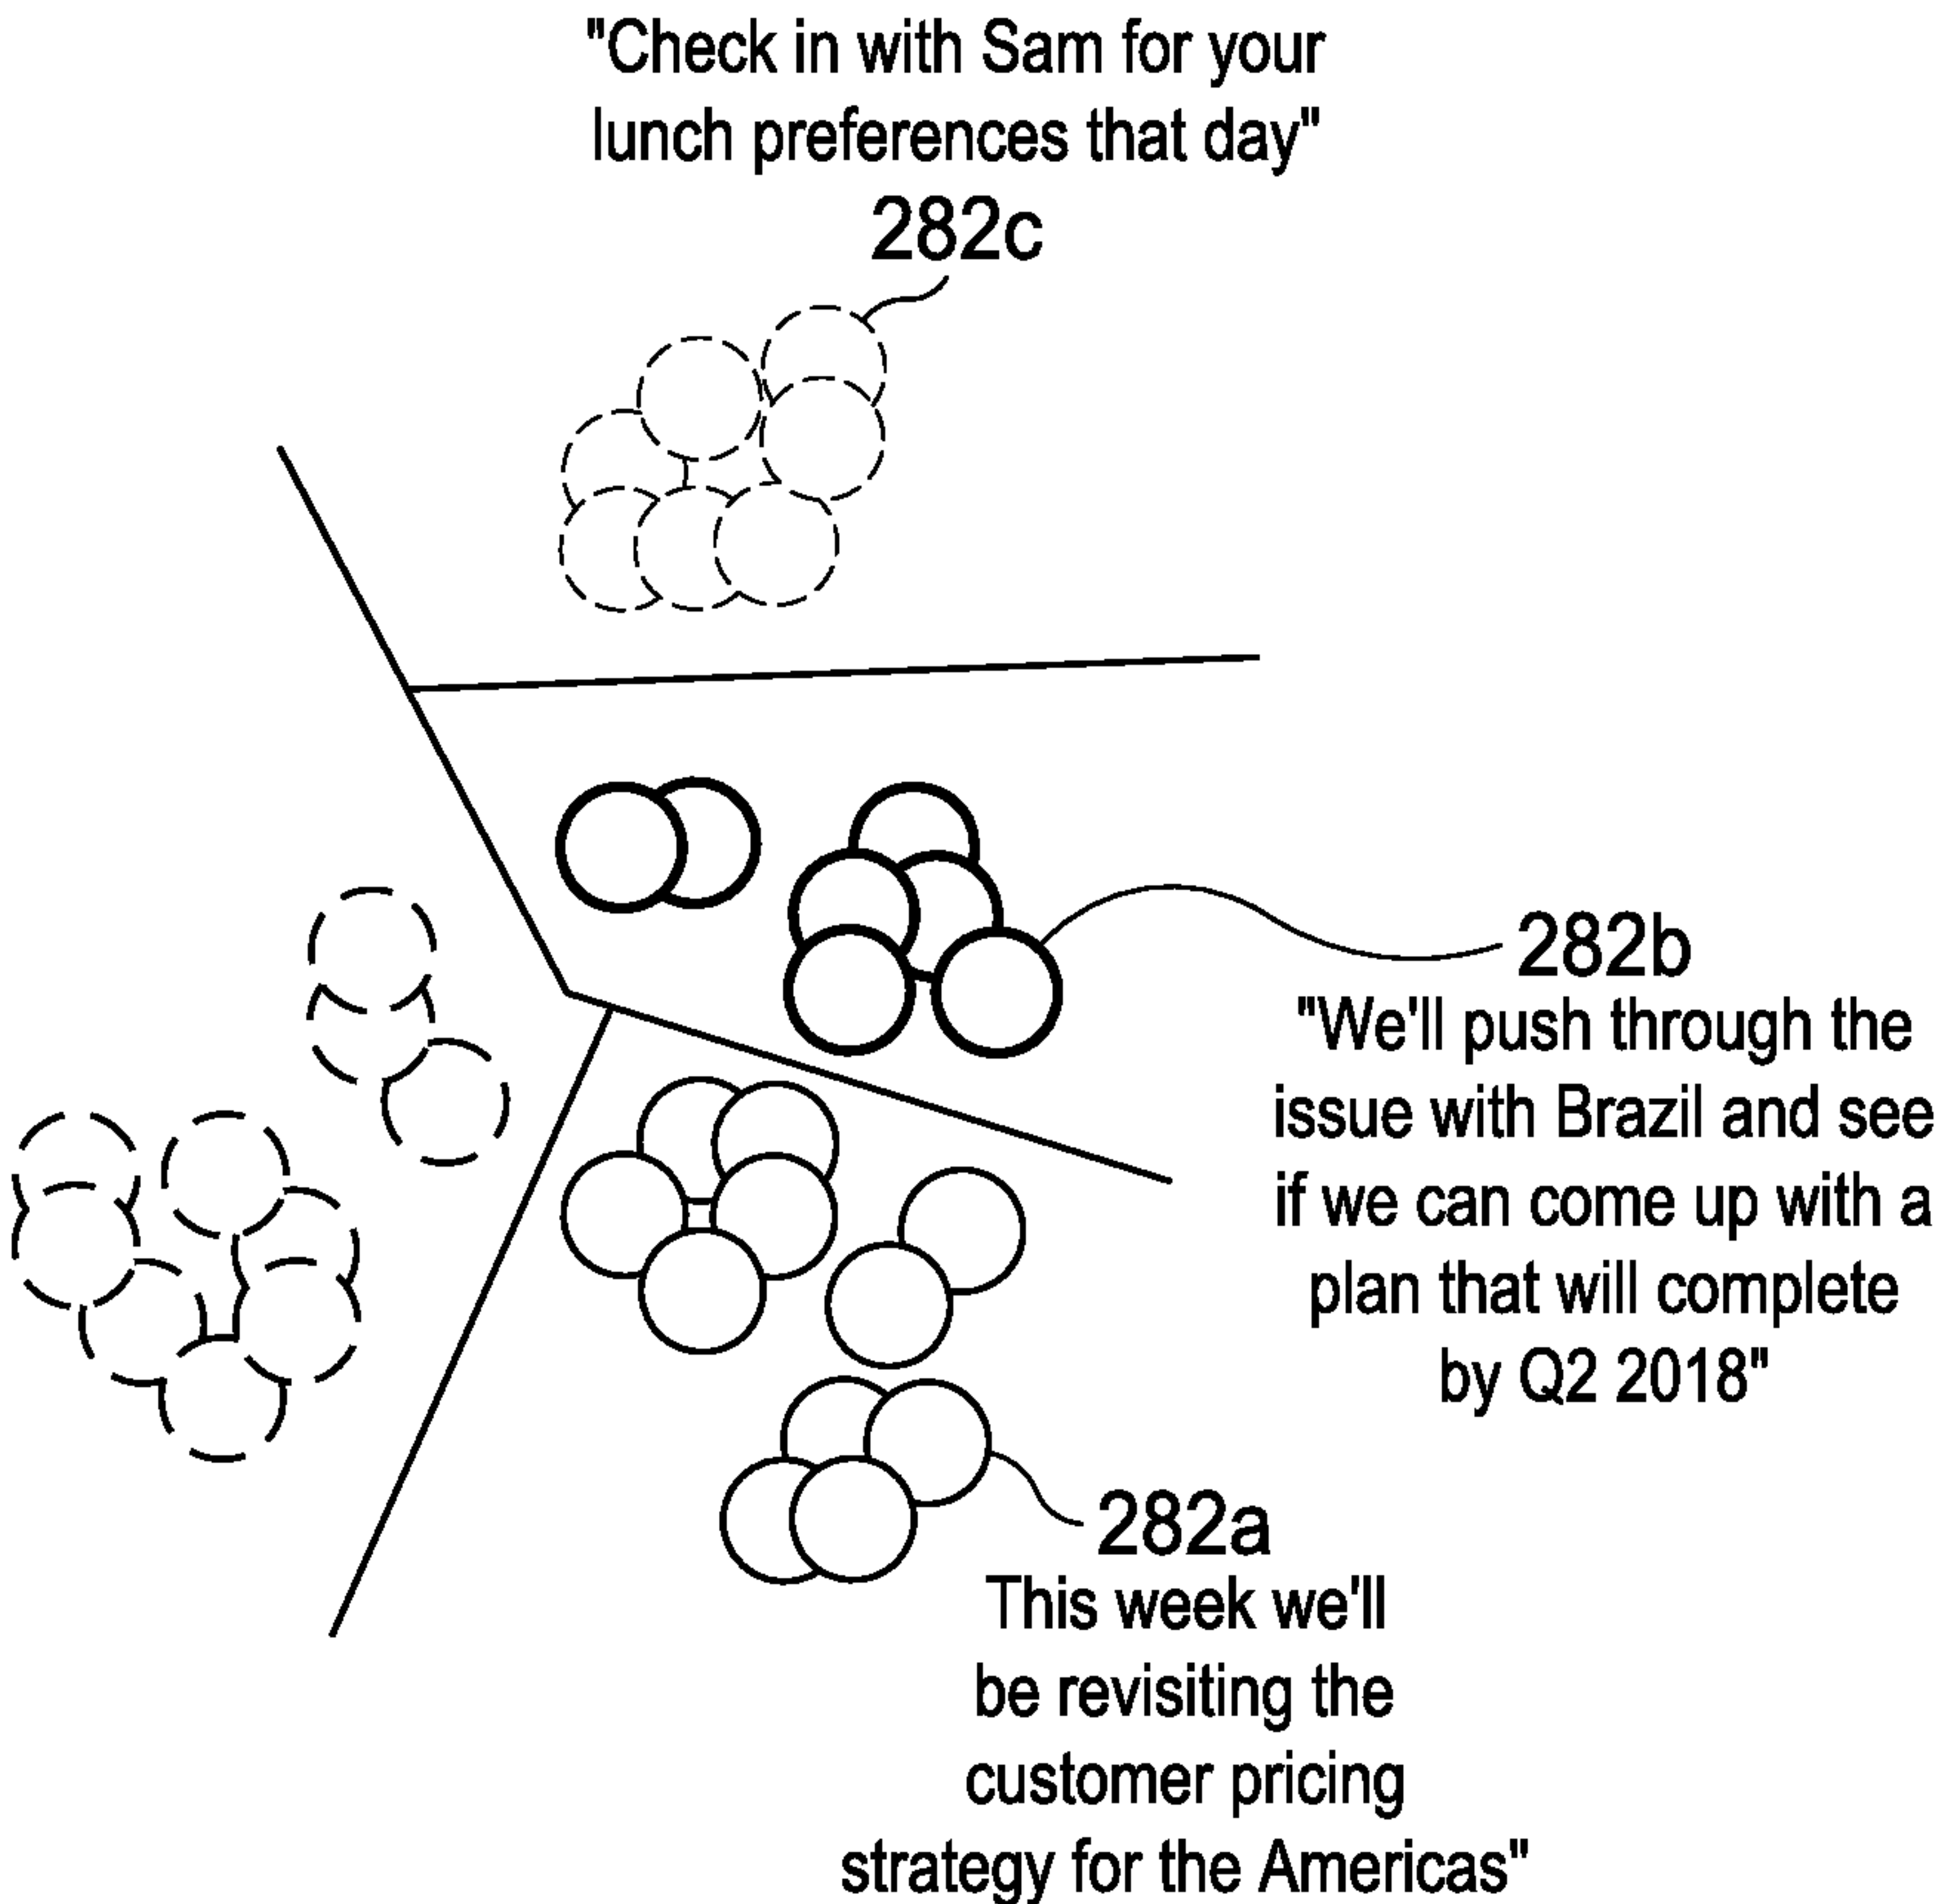 "Check in with Sam for your
lunch preferences that day"
282c
282b
"We'll push through the
issue with Brazil and see
if we can come up with a
plan that will complete
by Q2 2018"
282a
This week we'll
be revisiting the
customer pricing
strategy for the Americas"